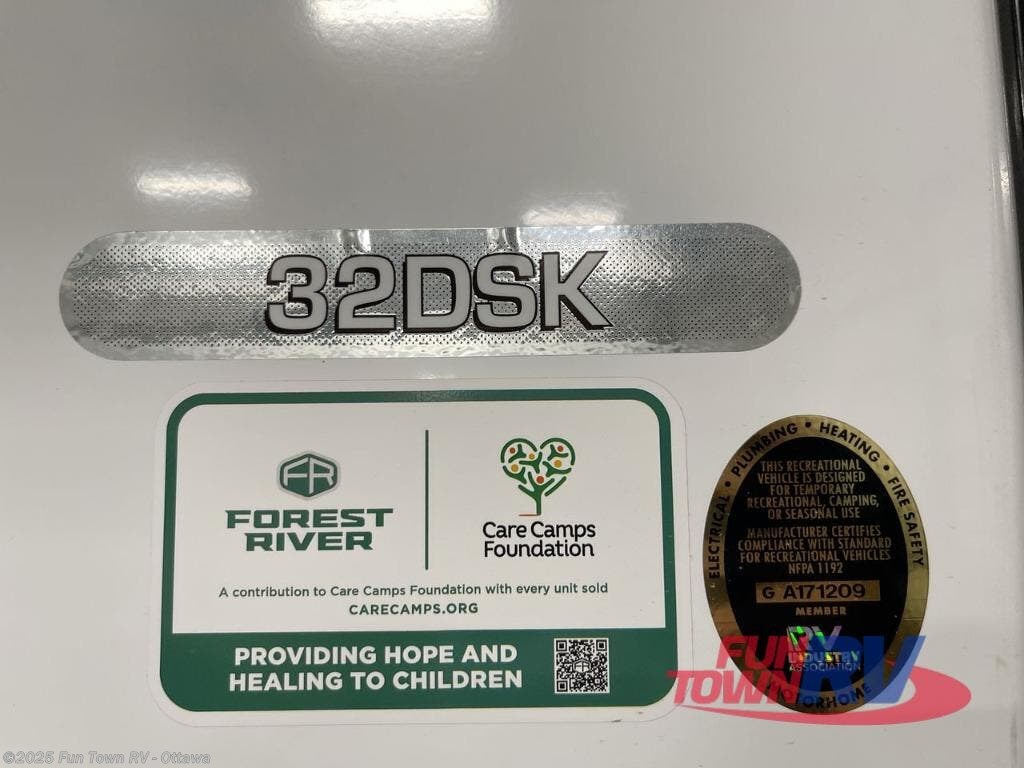 32DSK
FR
FOREST
RIVER
Care Camps
Foundation
A contribution to Care Camps Foundation with every unit sold
CARECAMPS.ORG
PROVIDING HOPE AND
HEALING TO CHILDREN
ELECTRICAL • PLUMBING • HEATING • FIRE SAFETY
THIS RECREATIONAL
VEHICLE IS DESIGNED
FOR TEMPORARY
RECREATIONAL, CAMPING,
OR SEASONAL USE
MANUFACTURER CERTIFIES
COMPLIANCE WITH STANDARD
FOR RECREATIONAL VEHICLES
NFPA 1192
G A171209
MEMBER
RV
INDUSTRY
ASSOCIATION
MOTORHOME
FUN
TOWN RV
©2025 Fun Town RV - Ottawa